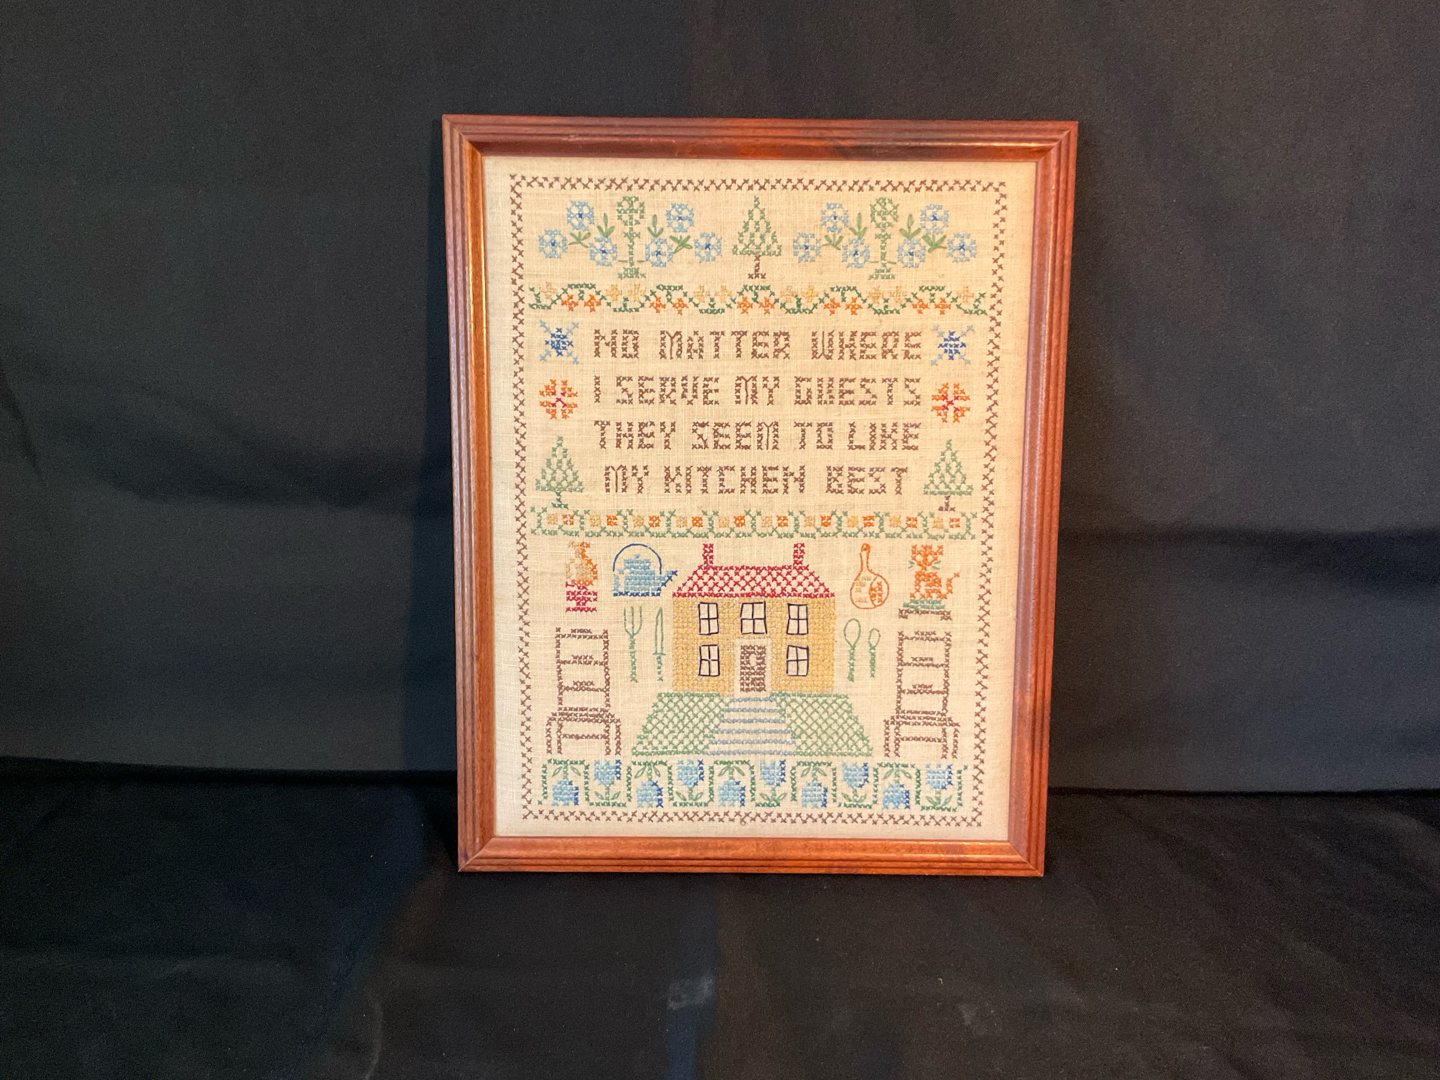 NO MATTER WHERE
I SERVE MY GUESTS
THEY SEEM TO LIKE
MY KITCHEN BEST